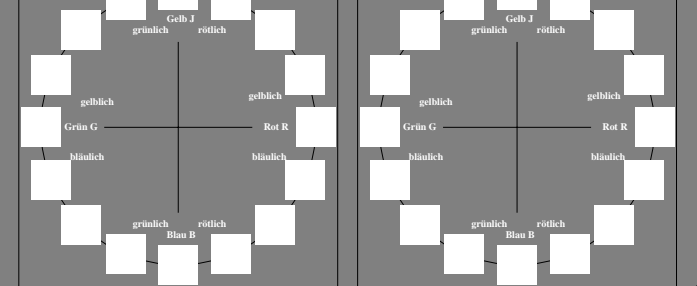 Gelb J
grünlich rötlich
gelblich gelblich
Grün G Rot R
bläulich bläulich
grünlich rötlich
Blau B
Gelb J
grünlich rötlich
gelblich gelblich
Grün G Rot R
bläulich bläulich
grünlich rötlich
Blau B